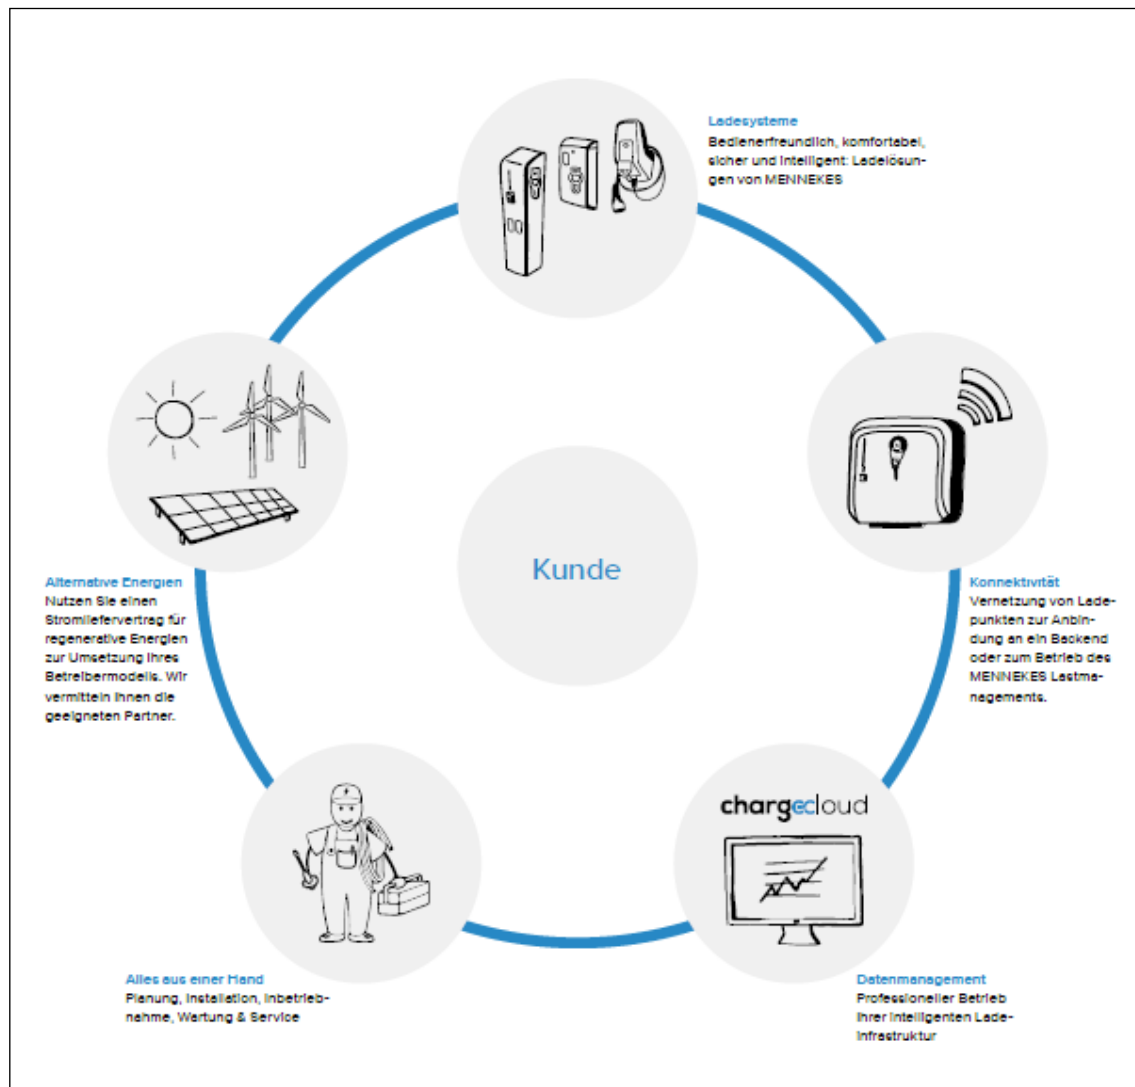 Ladesysteme
Bedienerfreundlich, komfortabel,
sicher und intelligent: Ladelösun-
gen von MENNEKES
Kunde
Alternative Energien
Nutzen Sie einen
Stromliefervertrag für
regenerative Energien
zur Umsetzung Ihres
Betreibermodells. Wir
vermitteln Ihnen die
geeigneten Partner.
Konnektivität
Vernetzung von Lade-
punkten zur Anbin-
dung an ein Backend
oder zum Betrieb des
MENNEKES Lastma-
nagements.
chargecloud
Alles aus einer Hand
Planung, Installation, Inbetrieb-
nahme, Wartung & Service
Datenmanagement
Professioneller Betrieb
Ihrer intelligenten Lade-
infrastruktur